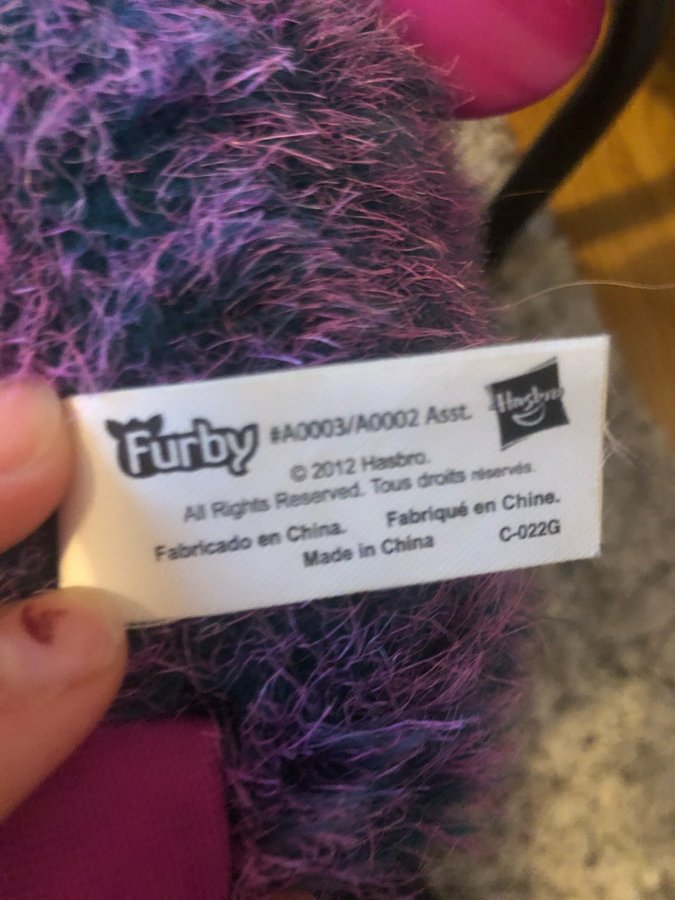 Furby #A0003/A0002 Asst. Hasbro
© 2012 Hasbro.
All Rights Reserved. Tous droits réservés.
Fabricado en China. Fabriqué en Chine.
Made in China C-022G